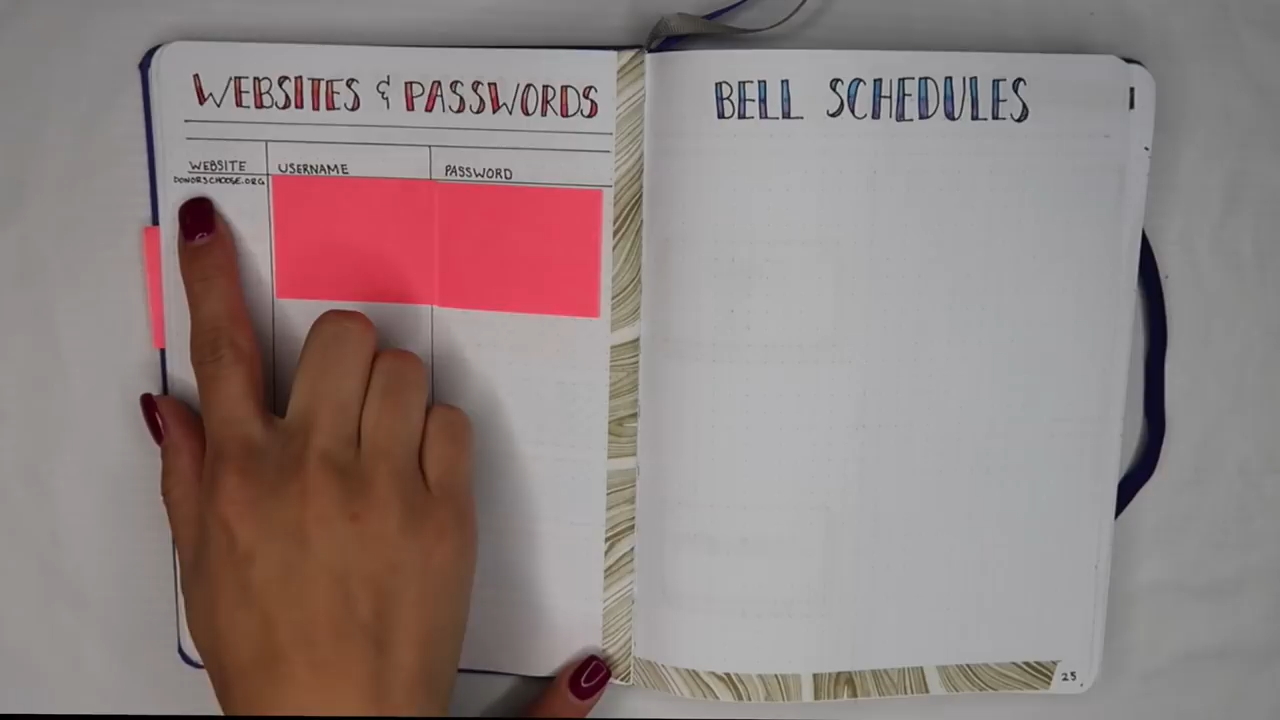 WEBSITES & PASSWORDS
WEBSITE USERNAME PASSWORD
DONORSCHOOSE.ORG
BELL SCHEDULES
25